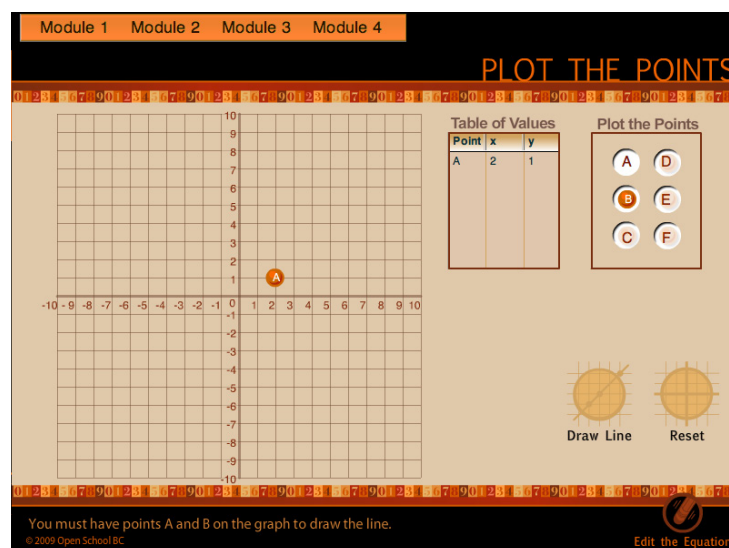 Module 1 Module 2 Module 3 Module 4
PLOT THE POINTS
Table of Values
Point x y
A 2 1
Plot the Points
A D
B E
C F
10
9
8
7
6
5
4
3
2
1
A
-10 -9 -8 -7 -6 -5 -4 -3 -2 -1 0 1 2 3 4 5 6 7 8 9 10
-1
-2
-3
-4
-5
-6
-7
-8
-9
-10
Draw Line Reset
You must have points A and B on the graph to draw the line.
© 2009 Open School BC
Edit the Equation